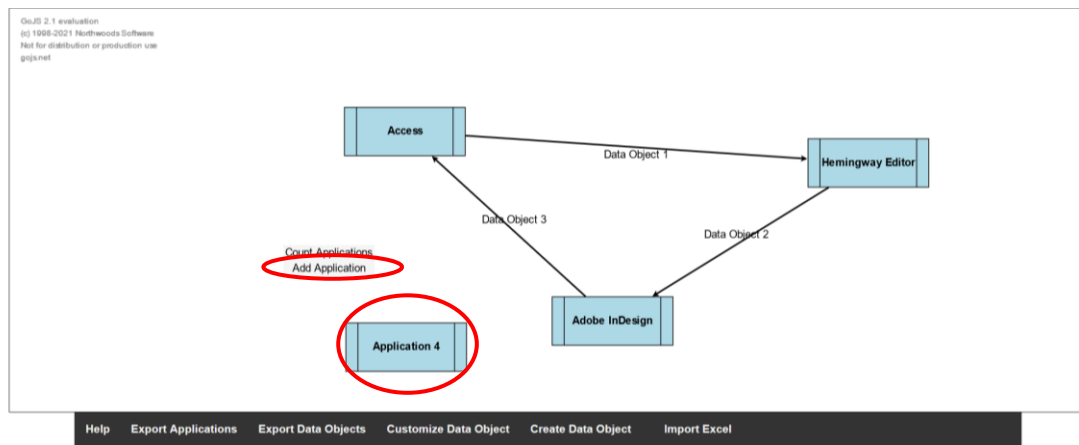 GoJS 2.1 evaluation
(c) 1998-2021 Northwoods Software
Not for distribution or production use
gojs.net
Access
Data Object 1
Hemingway Editor
Data Object 3
Data Object 2
Count Applications
Add Application
Adobe InDesign
Application 4
Help Export Applications Export Data Objects Customize Data Object Create Data Object Import Excel